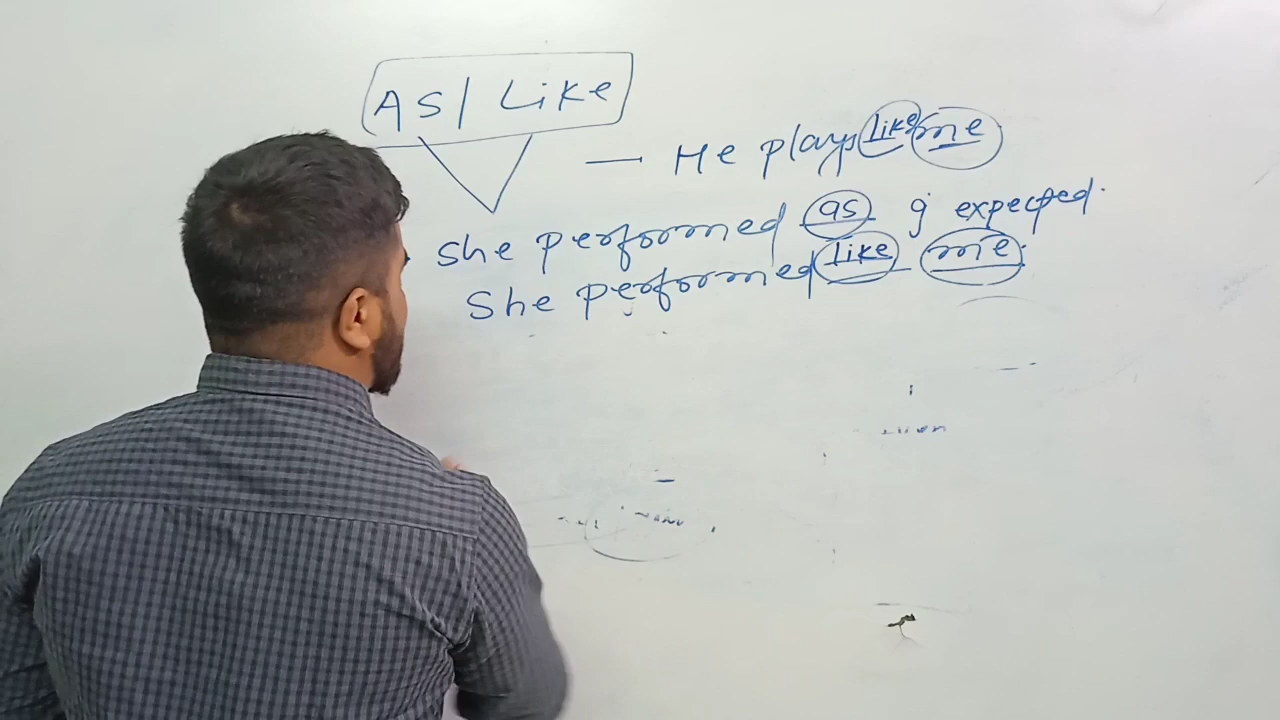 AS/ Like
— He plays like me
She performed as I expected.
She performed like me.